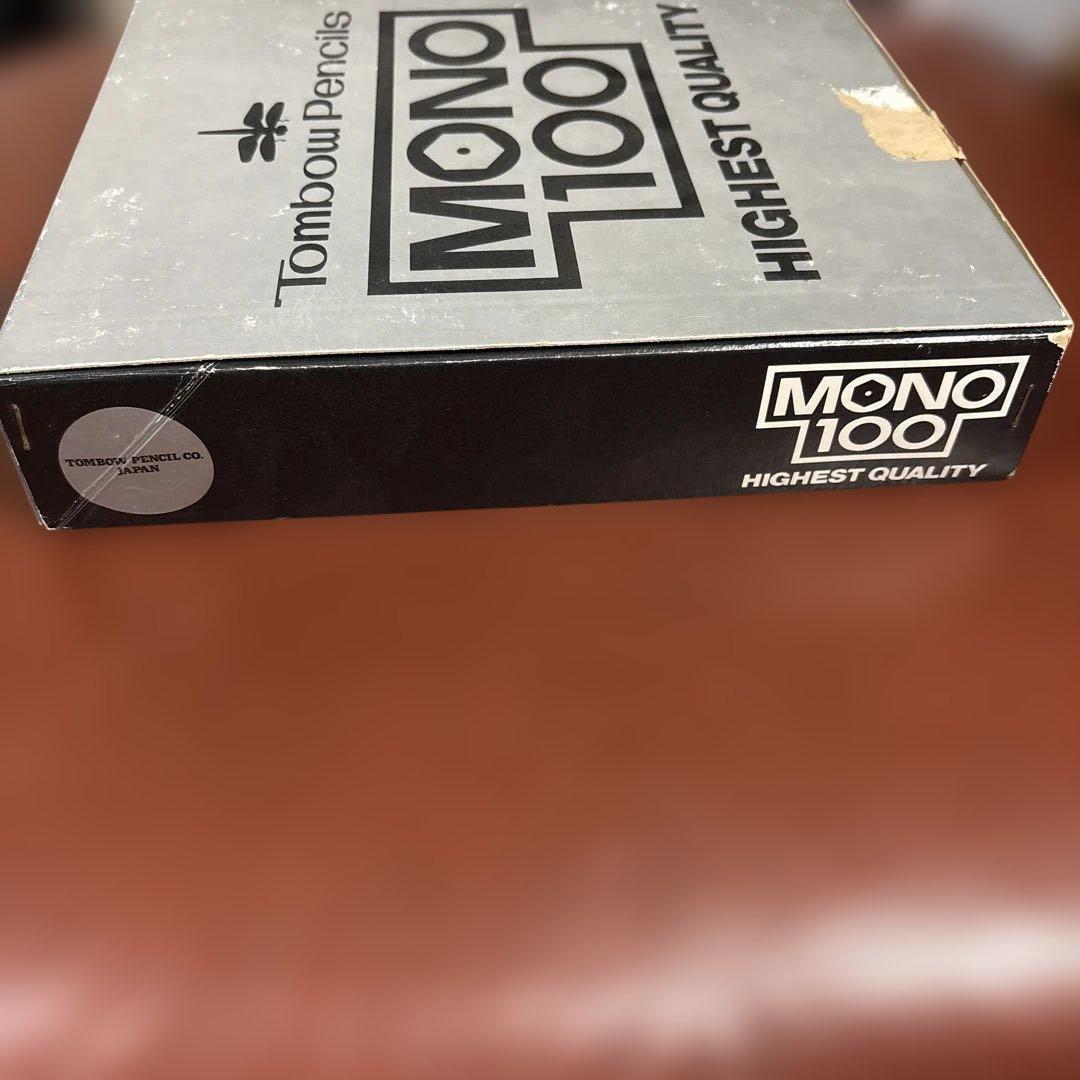 Tombow Pencils
MONO
100
HIGHEST QUALITY
TOMBOW PENCIL CO.
JAPAN
MONO
100
HIGHEST QUALITY